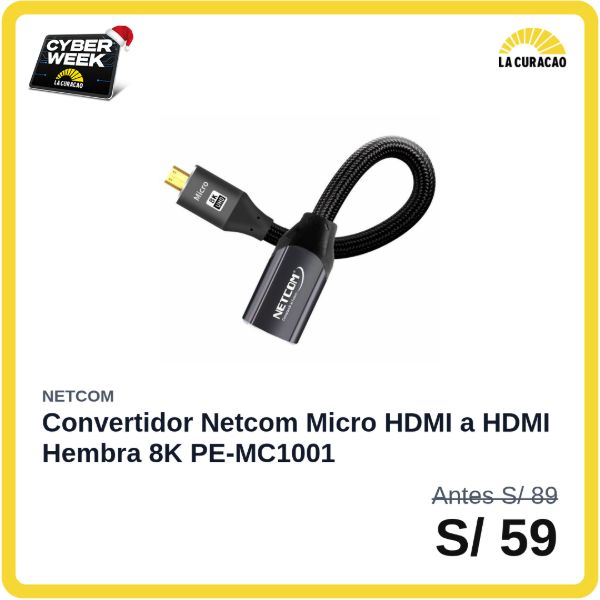 CYBER
WEEK
LA CURACAO
LA CURACAO
Micro
8K
NETCOM
NETCOM
Convertidor Netcom Micro HDMI a HDMI
Hembra 8K PE-MC1001
Antes S/ 89
S/ 59